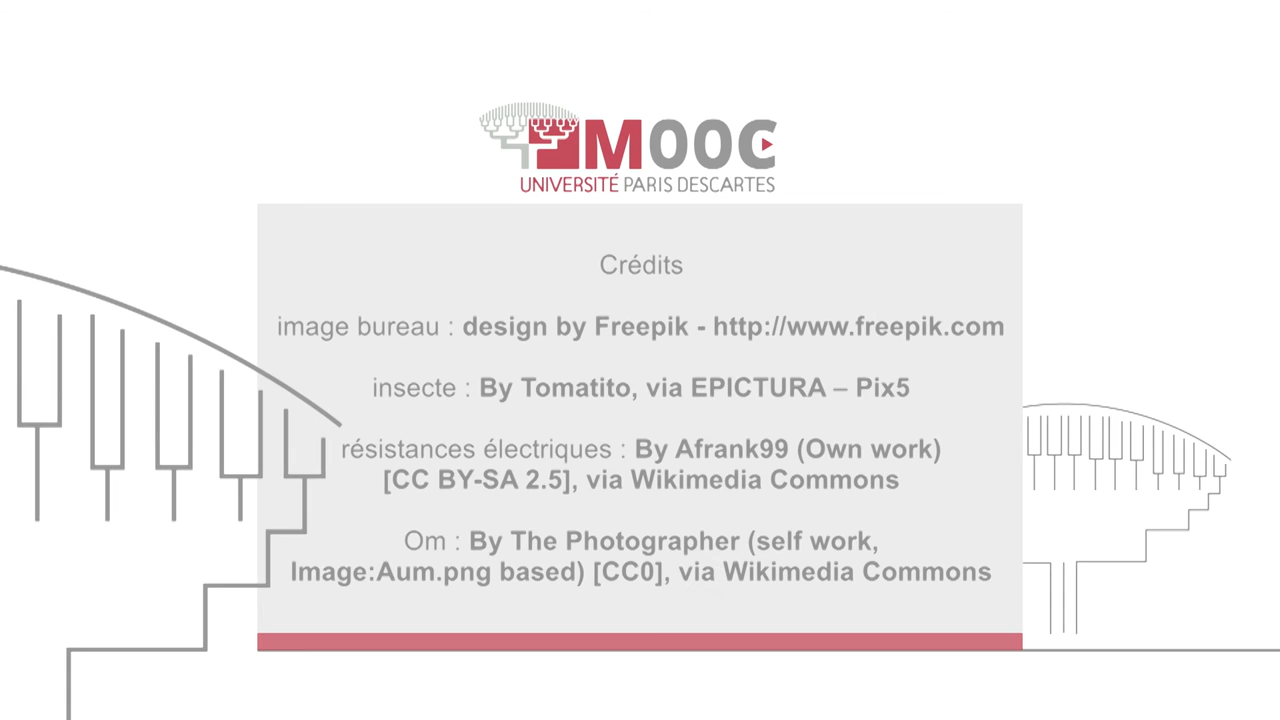 MOOC
UNIVERSITÉ PARIS DESCARTES
Crédits
image bureau : design by Freepik - http://www.freepik.com
insecte : By Tomatito, via EPICTURA – Pix5
résistances électriques : By Afrank99 (Own work)
[CC BY-SA 2.5], via Wikimedia Commons
Om : By The Photographer (self work,
Image:Aum.png based) [CC0], via Wikimedia Commons